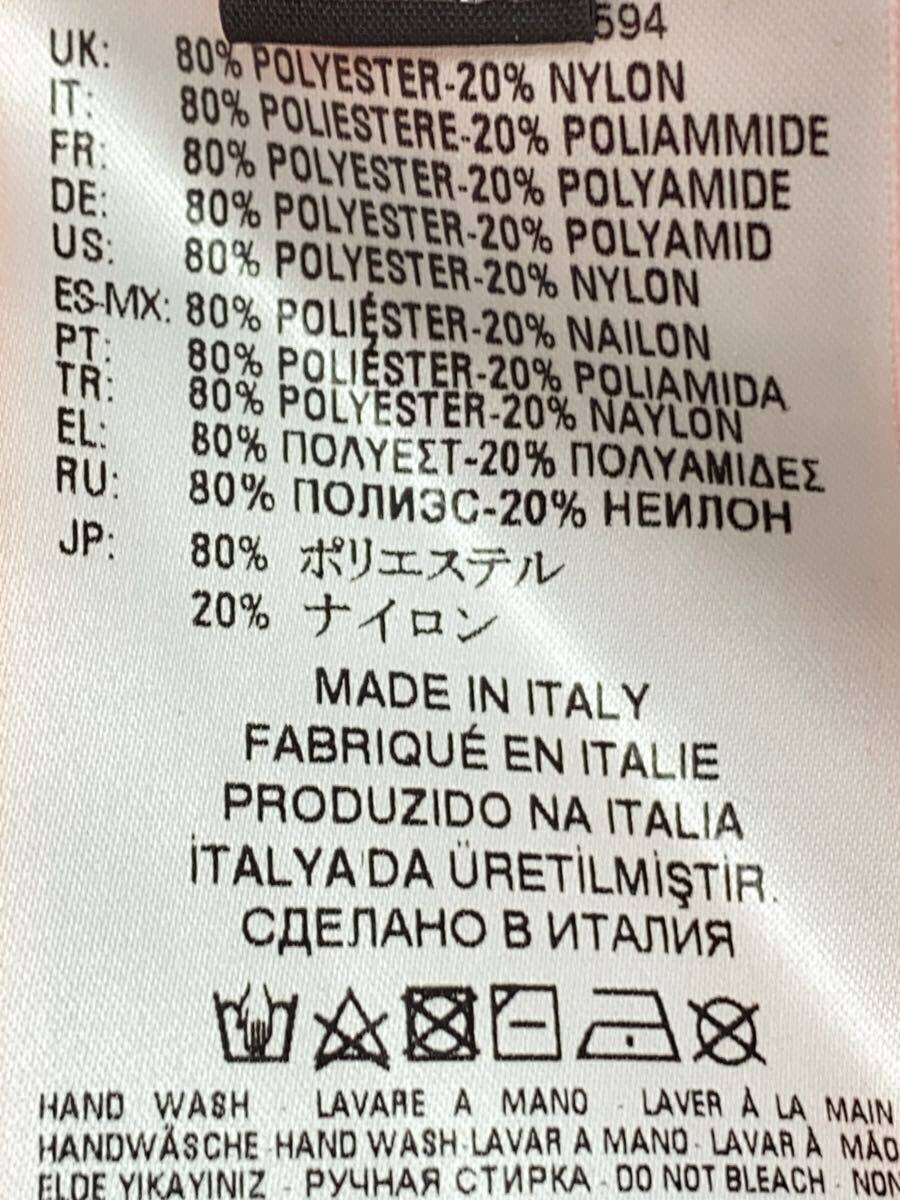 594
UK: 80% POLYESTER-20% NYLON
IT: 80% POLIESTERE-20% POLIAMMIDE
FR: 80% POLYESTER-20% POLYAMIDE
DE: 80% POLYESTER-20% POLYAMID
US: 80% POLYESTER-20% NYLON
ES-MX: 80% POLIÉSTER-20% NAILON
PT: 80% POLIÉSTER-20% POLIAMIDA
TR: 80% POLYESTER-20% NAYLON
EL: 80% ΠΟΛΥΕΣΤ-20% ΠΟΛΥΑΜΙΔΕΣ
RU: 80% ПОЛИЭС-20% НЕИЛОН
JP: 80% ポリエステル
20% ナイロン
MADE IN ITALY
FABRIQUÉ EN ITALIE
PRODUZIDO NA ITALIA
İTALYA'DA ÜRETİLMİŞTİR.
СДЕЛАНО В ИТАЛИЯ
HAND WASH · LAVARE A MANO · LAVER À LA MAIN
HANDWÄSCHE · HAND WASH · LAVAR A MANO · LAVAR À MÃO
ELDE YIKAYINIZ · РУЧНАЯ СТИРКА · DO NOT BLEACH · NON